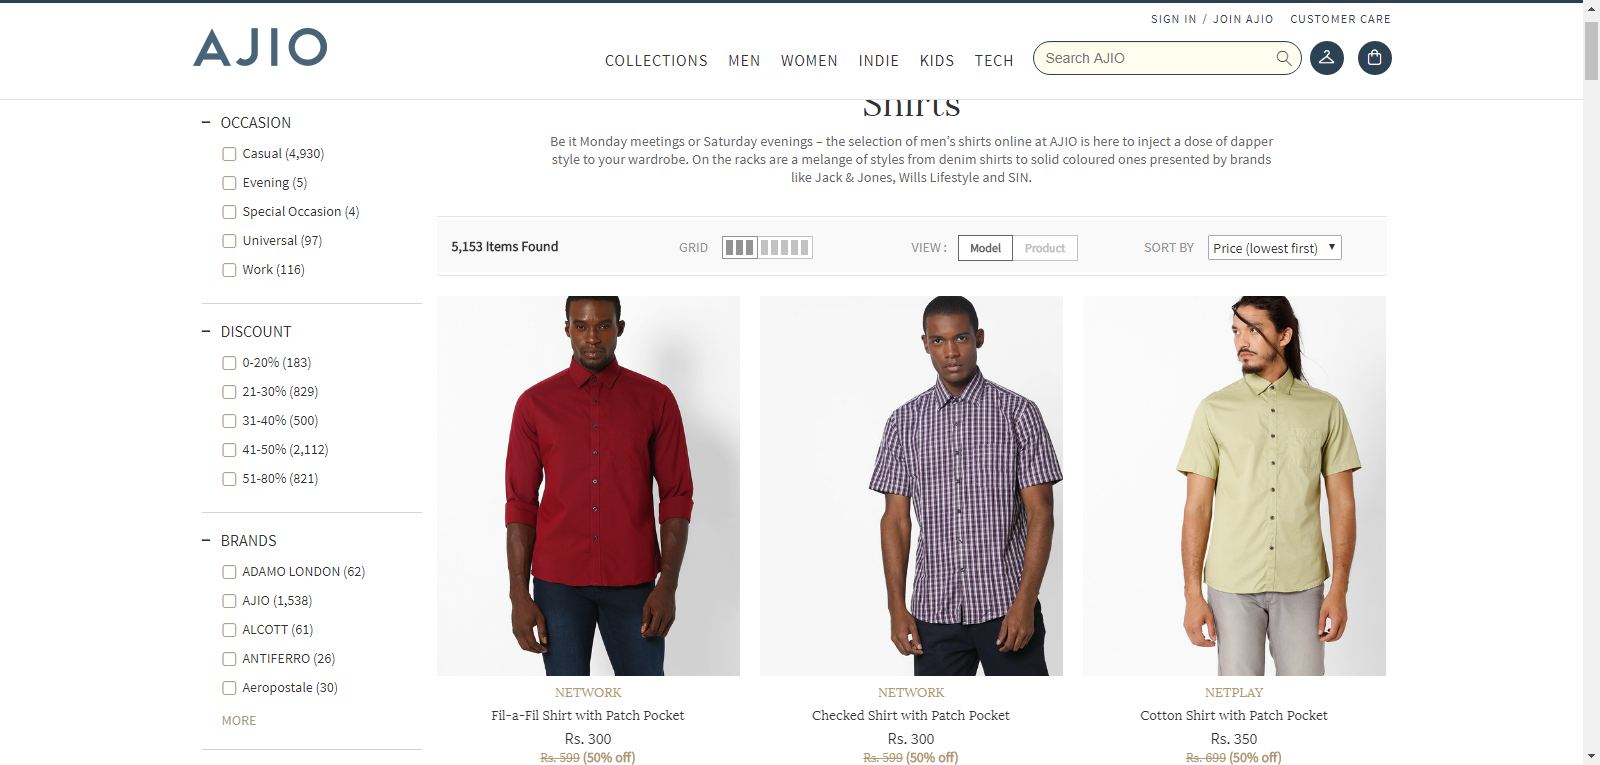 SIGN IN / JOIN AJIO CUSTOMER CARE
AJIO
COLLECTIONS MEN WOMEN INDIE KIDS TECH
Search AJIO
Shirts
Be it Monday meetings or Saturday evenings – the selection of men's shirts online at AJIO is here to inject a dose of dapper
style to your wardrobe. On the racks are a melange of styles from denim shirts to solid coloured ones presented by brands
like Jack & Jones, Wills Lifestyle and SIN.
OCCASION
Casual (4,930)
Evening (5)
Special Occasion (4)
Universal (97)
Work (116)
DISCOUNT
0-20% (183)
21-30% (829)
31-40% (500)
41-50% (2,112)
51-80% (821)
BRANDS
ADAMO LONDON (62)
AJIO (1,538)
ALCOTT (61)
ANTIFERRO (26)
Aeropostale (30)
MORE
5,153 Items Found
GRID
VIEW : Model Product
SORT BY Price (lowest first)
NETWORK
Fil-a-Fil Shirt with Patch Pocket
Rs. 300
Rs. 599 (50% off)
NETWORK
Checked Shirt with Patch Pocket
Rs. 300
Rs. 599 (50% off)
NETPLAY
Cotton Shirt with Patch Pocket
Rs. 350
Rs. 699 (50% off)